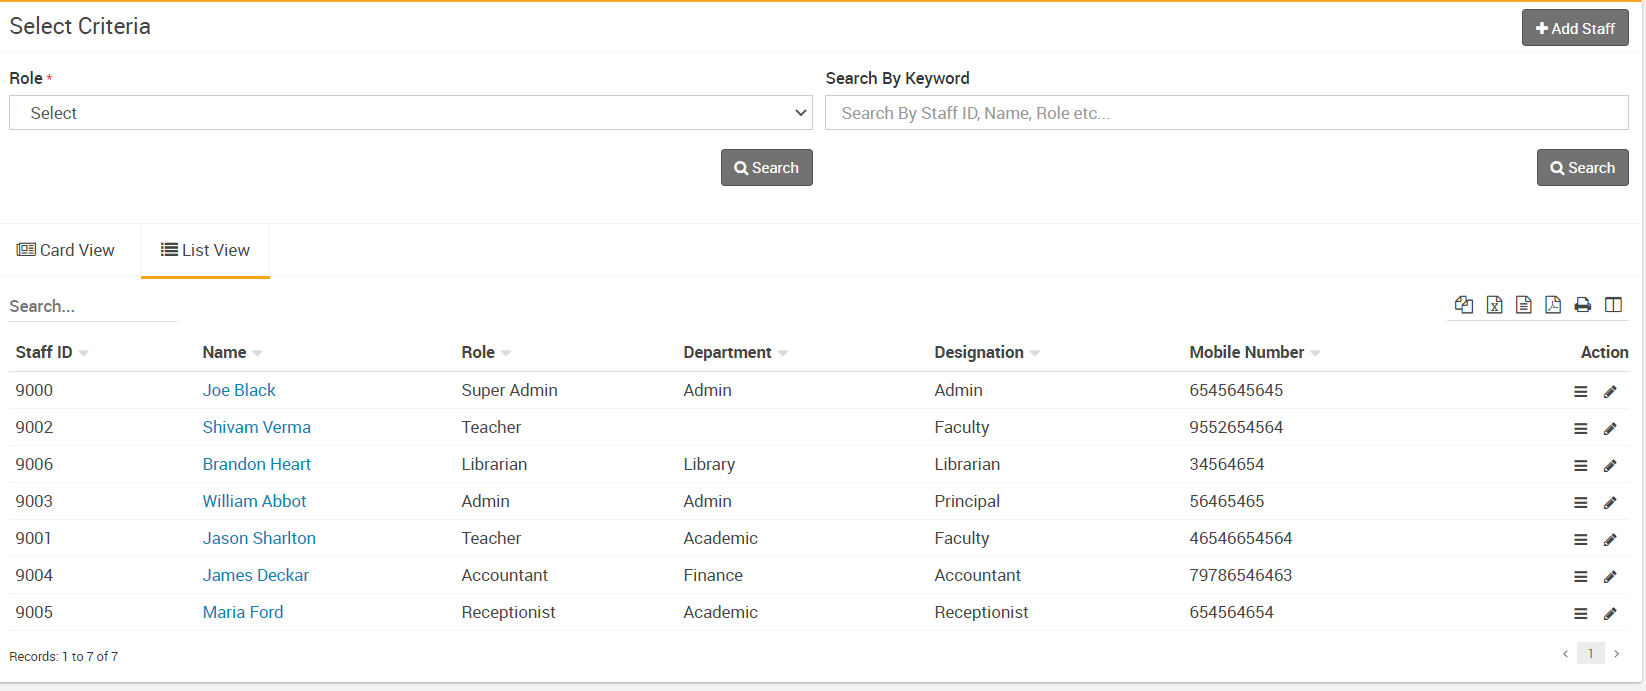 Select Criteria
Add Staff
Role *
Search By Keyword
Select
Search By Staff ID, Name, Role etc...
Search
Search
Card View
List View
Search...
Staff ID Name Role Department Designation Mobile Number Action
9000 Joe Black Super Admin Admin Admin 6545645645
9002 Shivam Verma Teacher Faculty 9552654564
9006 Brandon Heart Librarian Library Librarian 34564654
9003 William Abbot Admin Admin Principal 56465465
9001 Jason Sharlton Teacher Academic Faculty 46546654564
9004 James Deckar Accountant Finance Accountant 79786546463
9005 Maria Ford Receptionist Academic Receptionist 654564654
Records: 1 to 7 of 7
1